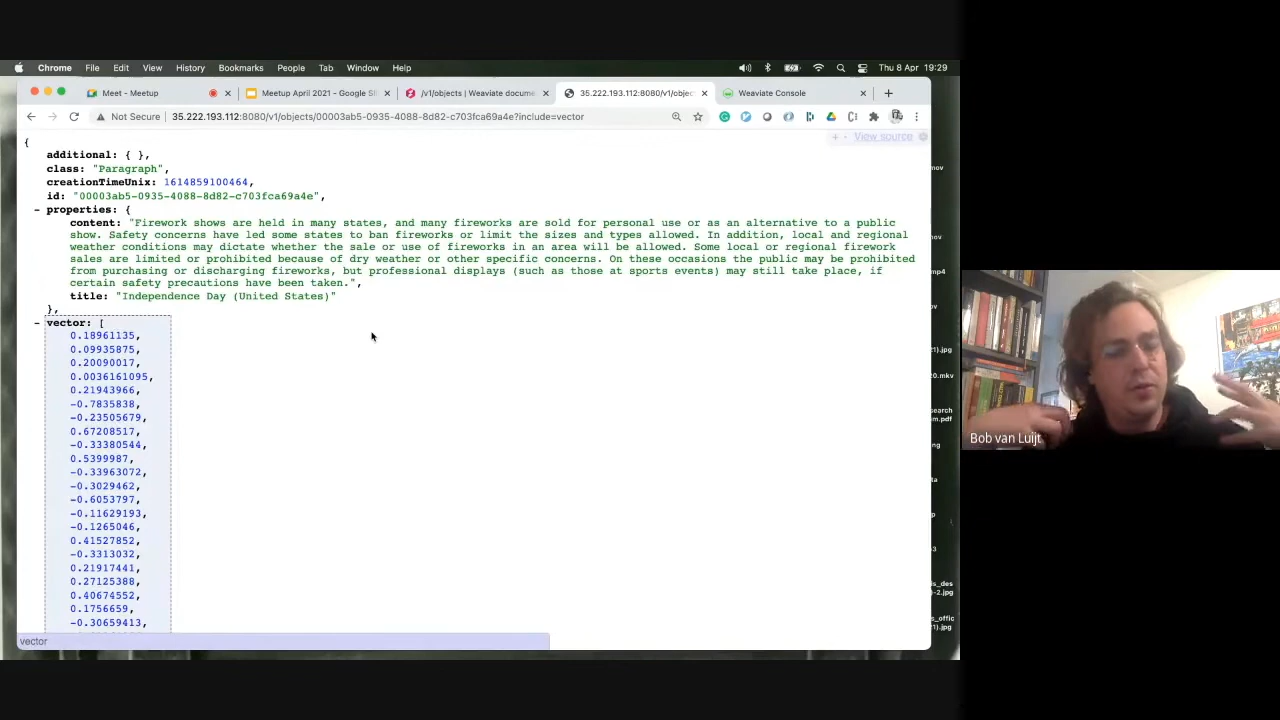 Chrome File Edit View History Bookmarks People Tab Window Help Thu 8 Apr 19:29
Meet - Meetup
Meetup April 2021 - Google Sli
/v1/objects | Weaviate docume
35.222.193.112:8080/v1/objec
Weaviate Console
Not Secure 35.222.193.112:8080/v1/objects/00003ab5-0935-4088-8d82-c703fca69a4e?include=vector
+ - View source
{
additional: { },
class: "Paragraph",
creationTimeUnix: 1614859100464,
id: "00003ab5-0935-4088-8d82-c703fca69a4e",
- properties: {
content: "Firework shows are held in many states, and many fireworks are sold for personal use or as an alternative to a public
show. Safety concerns have led some states to ban fireworks or limit the sizes and types allowed. In addition, local and regional
weather conditions may dictate whether the sale or use of fireworks in an area will be allowed. Some local or regional firework
sales are limited or prohibited because of dry weather or other specific concerns. On these occasions the public may be prohibited
from purchasing or discharging fireworks, but professional displays (such as those at sports events) may still take place, if
certain safety precautions have been taken.",
title: "Independence Day (United States)"
},
- vector: [
0.18961135,
0.09935875,
0.20090017,
0.0036161095,
0.21943966,
-0.7835838,
-0.23505679,
0.67208517,
-0.33380544,
0.5399987,
-0.33963072,
-0.3029462,
-0.6053797,
-0.11629193,
-0.1265046,
0.41527852,
-0.3313032,
0.21917441,
0.27125388,
0.40674552,
0.1756659,
-0.30659413,
vector
Bob van Luijt